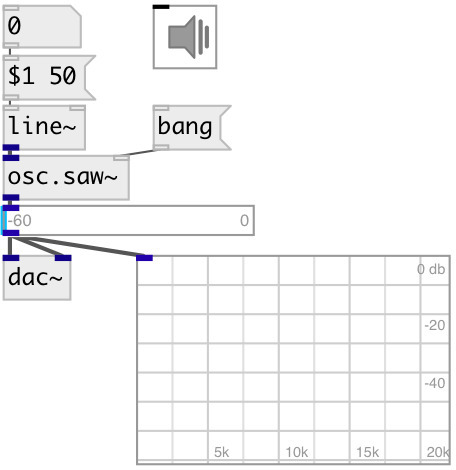 0
$1 50
line~
bang
osc.saw~
-60 0
dac~
0 db
-20
-40
5k 10k 15k 20k